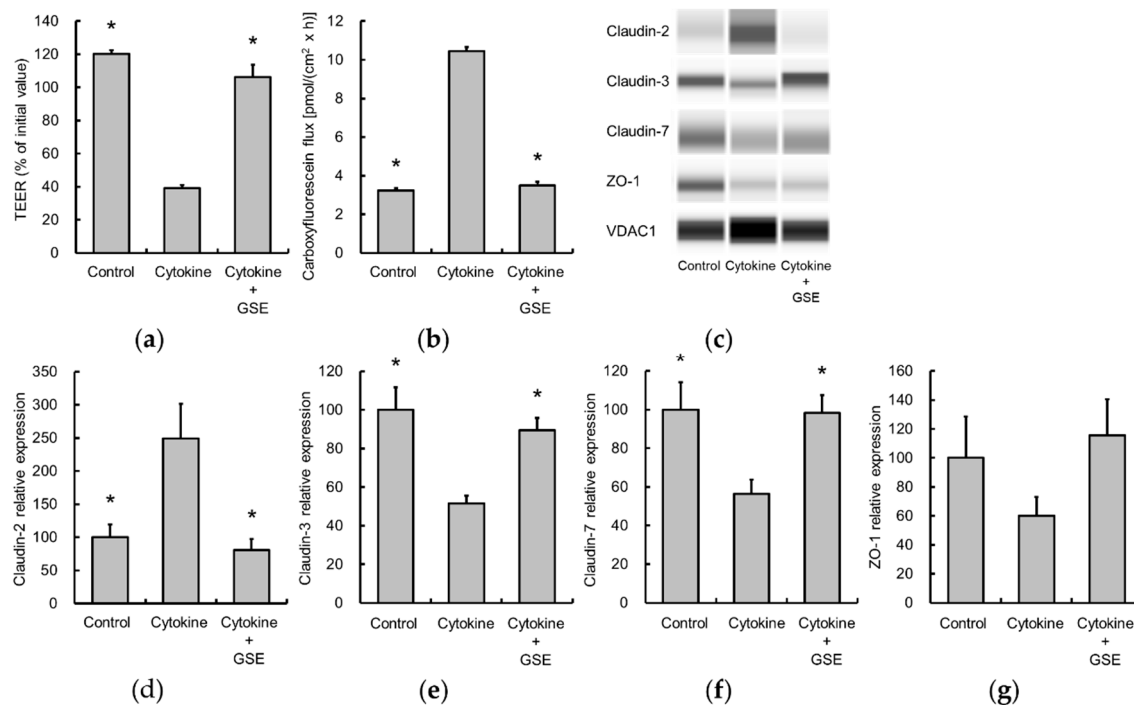 TEER (% of initial value)
140
120
100
80
60
40
20
0
*
*
Control
Cytokine
Cytokine
+
GSE
(a)
Carboxyfluorescein flux [pmol/(cm² x h)]
12
10
8
6
4
2
0
*
*
Control
Cytokine
Cytokine
+
GSE
(b)
Claudin-2
Claudin-3
Claudin-7
ZO-1
VDAC1
Control Cytokine Cytokine
+
GSE
(c)
Claudin-2 relative expression
350
300
250
200
150
100
50
0
*
*
Control
Cytokine
Cytokine
+
GSE
(d)
Claudin-3 relative expression
120
100
80
60
40
20
0
*
*
Control
Cytokine
Cytokine
+
GSE
(e)
Claudin-7 relative expression
120
100
80
60
40
20
0
*
*
Control
Cytokine
Cytokine
+
GSE
(f)
ZO-1 relative expression
160
140
120
100
80
60
40
20
0
Control
Cytokine
Cytokine
+
GSE
(g)